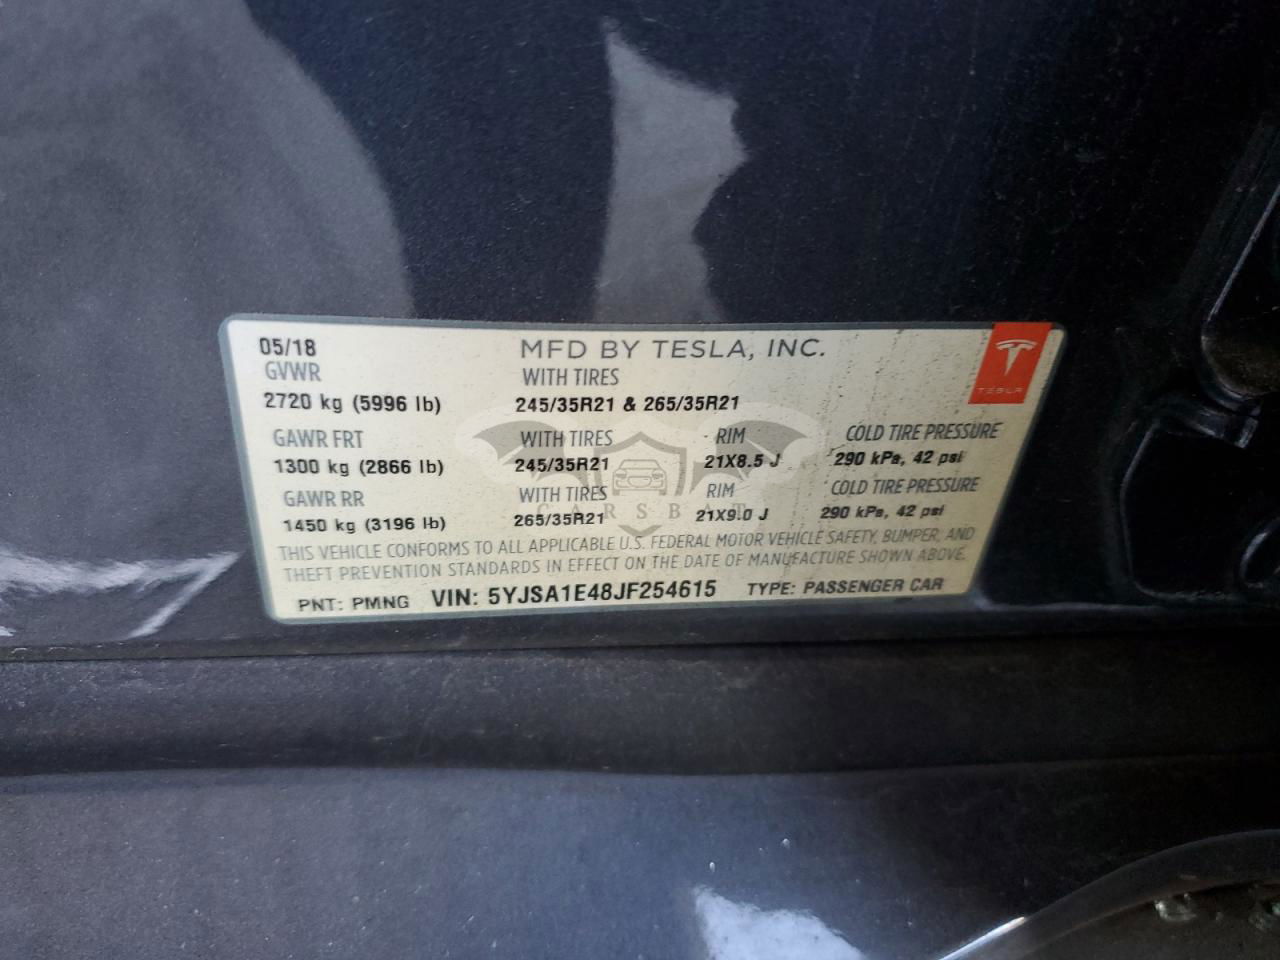 05/18 MFD BY TESLA, INC.
GVWR WITH TIRES
2720 kg (5996 lb) 245/35R21 & 265/35R21
TESLA
GAWR FRT WITH TIRES RIM COLD TIRE PRESSURE
1300 kg (2866 lb) 245/35R21 21X8.5 J 290 kPa, 42 psi
GAWR RR WITH TIRES RIM COLD TIRE PRESSURE
1450 kg (3196 lb) 265/35R21 21X9.0 J 290 kPa, 42 psi
CARSBAT
THIS VEHICLE CONFORMS TO ALL APPLICABLE U.S. FEDERAL MOTOR VEHICLE SAFETY, BUMPER, AND
THEFT PREVENTION STANDARDS IN EFFECT ON THE DATE OF MANUFACTURE SHOWN ABOVE.
PNT: PMNG VIN: 5YJSA1E48JF254615 TYPE: PASSENGER CAR